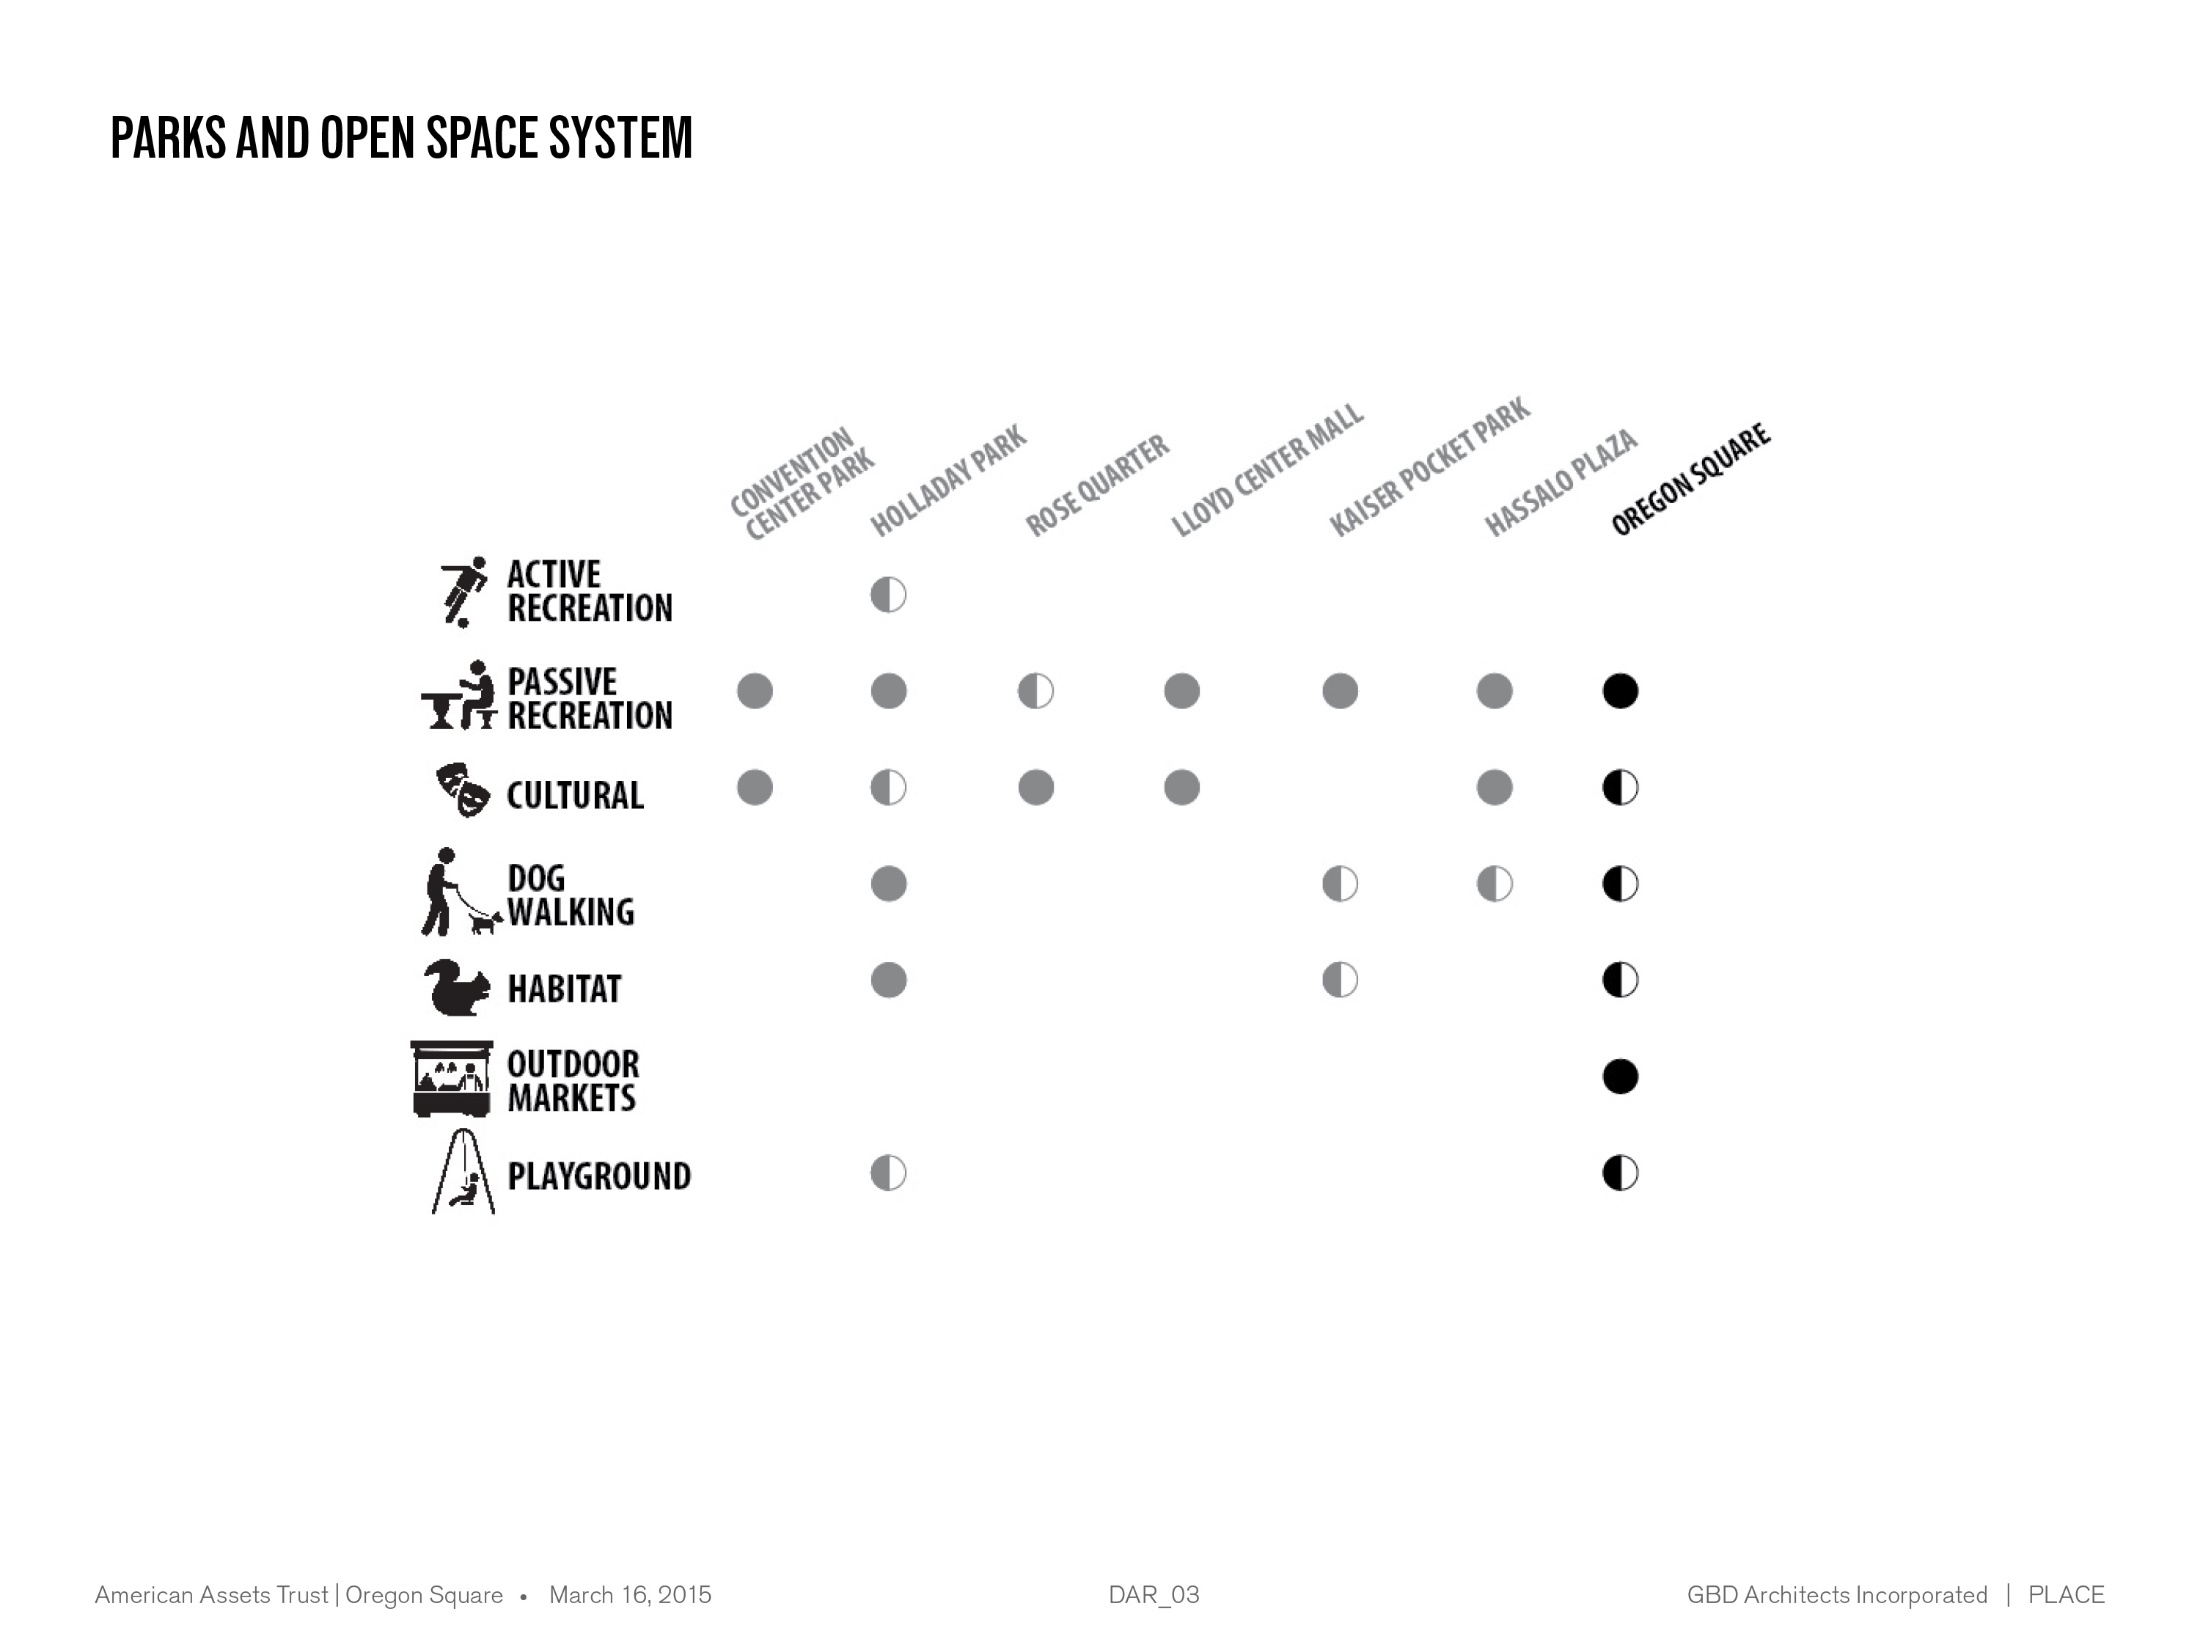 PARKS AND OPEN SPACE SYSTEM
CONVENTION
CENTER PARK
HOLLADAY PARK
ROSE QUARTER
LLOYD CENTER MALL
KAISER POCKET PARK
HASSALO PLAZA
OREGON SQUARE
ACTIVE
RECREATION
PASSIVE
RECREATION
CULTURAL
DOG
WALKING
HABITAT
OUTDOOR
MARKETS
PLAYGROUND
American Assets Trust | Oregon Square • March 16, 2015
DAR_03
GBD Architects Incorporated | PLACE